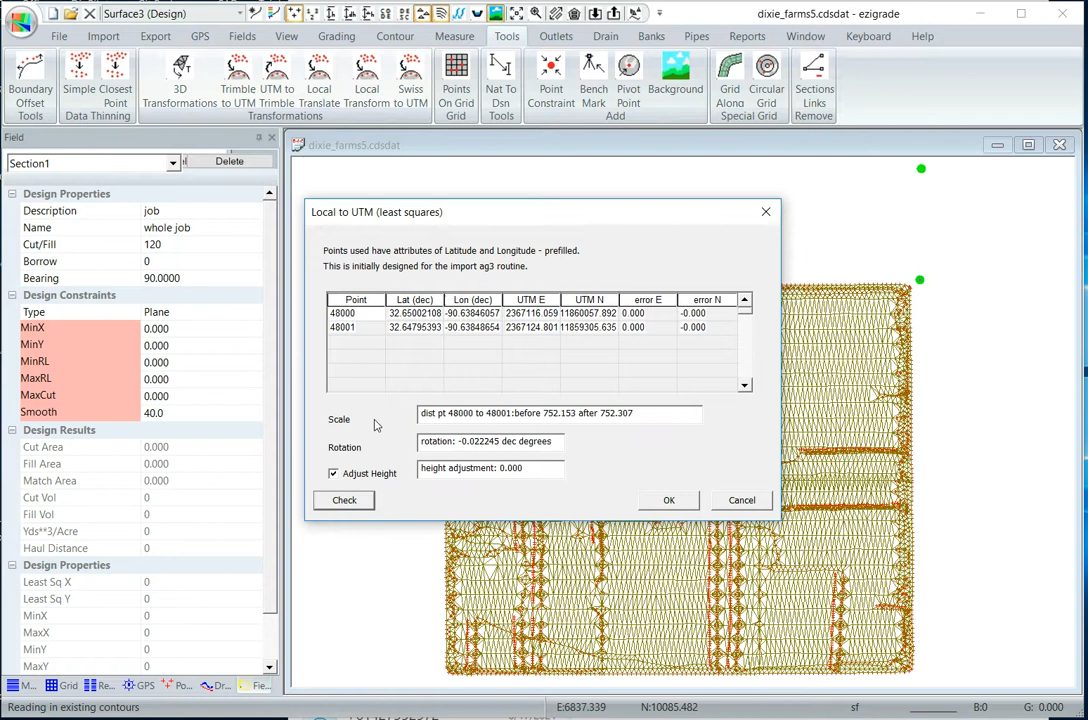 Surface3 (Design)
dixie_farms5.cdsdat - ezigrade
File Import Export GPS Fields View Grading Contour Measure Tools Outlets Drain Banks Pipes Reports Window Keyboard Help
Boundary Offset
Tools
Simple
Closest Point
Data Thinning
3D Transformations
Trimble to UTM
UTM to Trimble
Local Translate
Local Transform
Swiss to UTM
Transformations
Points On Grid
Grid
Nat To Dsn
Tools
Point Constraint
Bench Mark
Pivot Point
Background
Add
Grid Along
Circular Grid
Special Grid
Sections Links
Remove
Field
dixie_farms5.cdsdat
Section1
Delete
Design Properties
Description job
Name whole job
Cut/Fill 120
Borrow 0
Bearing 90.0000
Design Constraints
Type Plane
MinX 0.000
MinY 0.000
MinRL 0.000
MaxRL 0.000
MaxCut 0.000
Smooth 40.0
Design Results
Cut Area 0.000
Fill Area 0.000
Match Area 0.000
Cut Vol 0
Fill Vol 0
Yds**3/Acre 0
Haul Distance 0
Design Properties
Least Sq X 0
Least Sq Y 0
MinX 0
MaxX 0
MinY 0
MaxY 0
Local to UTM (least squares)
Points used have attributes of Latitude and Longitude - prefilled.
This is initially designed for the import ag3 routine.
Point Lat (dec) Lon (dec) UTM E UTM N error E error N
48000 32.65002108 -90.63846057 2367116.059 11860057.892 0.000 -0.000
48001 32.64795393 -90.63848654 2367124.801 11859305.635 0.000 -0.000
Scale dist pt 48000 to 48001:before 752.153 after 752.307
Rotation rotation: -0.022245 dec degrees
Adjust Height height adjustment: 0.000
Check OK Cancel
M... Grid Re... GPS Po... Dr... Fie...
Reading in existing contours
E:6837.339 N:10085.482 sf B:0 G: 0.000